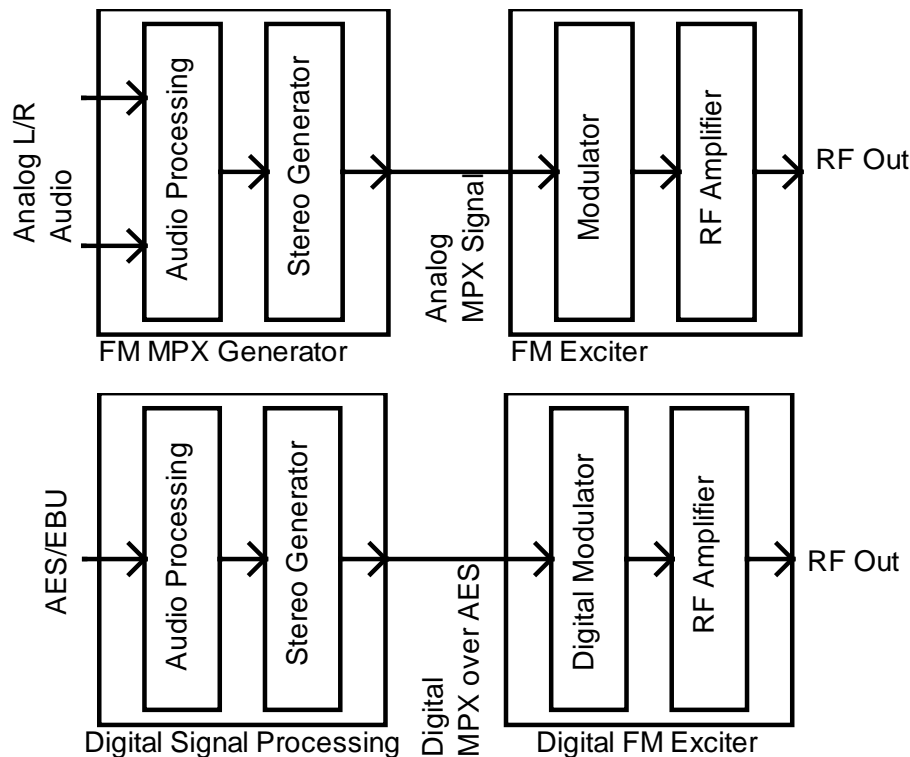 Analog L/R
Audio
Audio Processing
Stereo Generator
FM MPX Generator
Analog
MPX Signal
Modulator
RF Amplifier
FM Exciter
RF Out
AES/EBU
Audio Processing
Stereo Generator
Digital Signal Processing
Digital
MPX over AES
Digital Modulator
RF Amplifier
Digital FM Exciter
RF Out